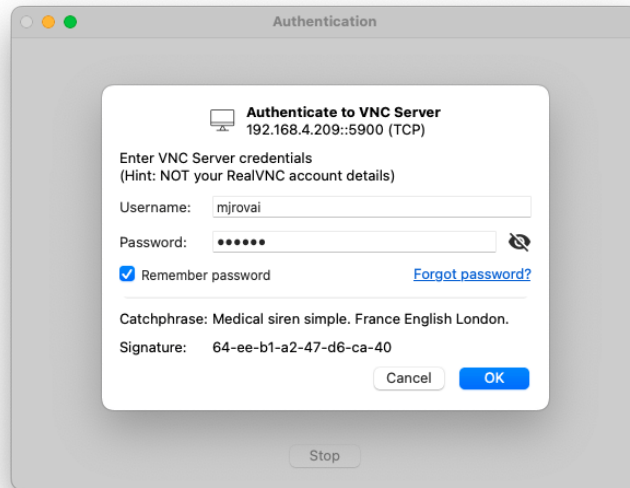 Authentication
Authenticate to VNC Server
192.168.4.209::5900 (TCP)
Enter VNC Server credentials
(Hint: NOT your RealVNC account details)
Username: mjrovai
Password: ••••••
Remember password Forgot password?
Catchphrase: Medical siren simple. France English London.
Signature: 64-ee-b1-a2-47-d6-ca-40
Cancel OK
Stop